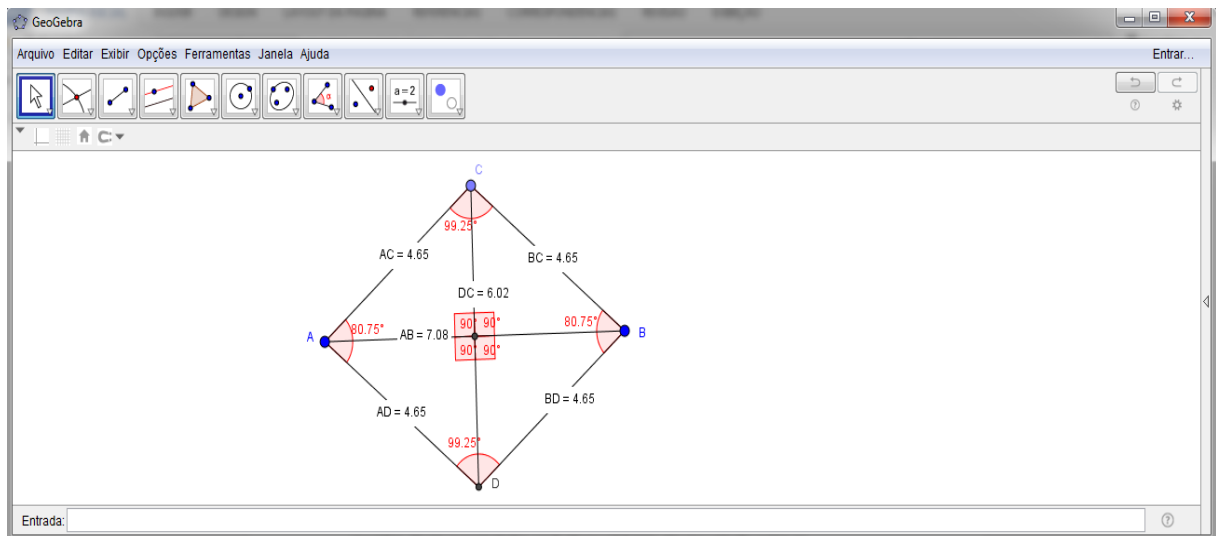 GeoGebra
Arquivo Editar Exibir Opções Ferramentas Janela Ajuda
Entrar...
a=2
α
C
99.25°
AC = 4.65
BC = 4.65
DC = 6.02
A
80.75°
AB = 7.08
90° 90°
80.75°
B
90° 90°
AD = 4.65
BD = 4.65
99.25°
D
Entrada: